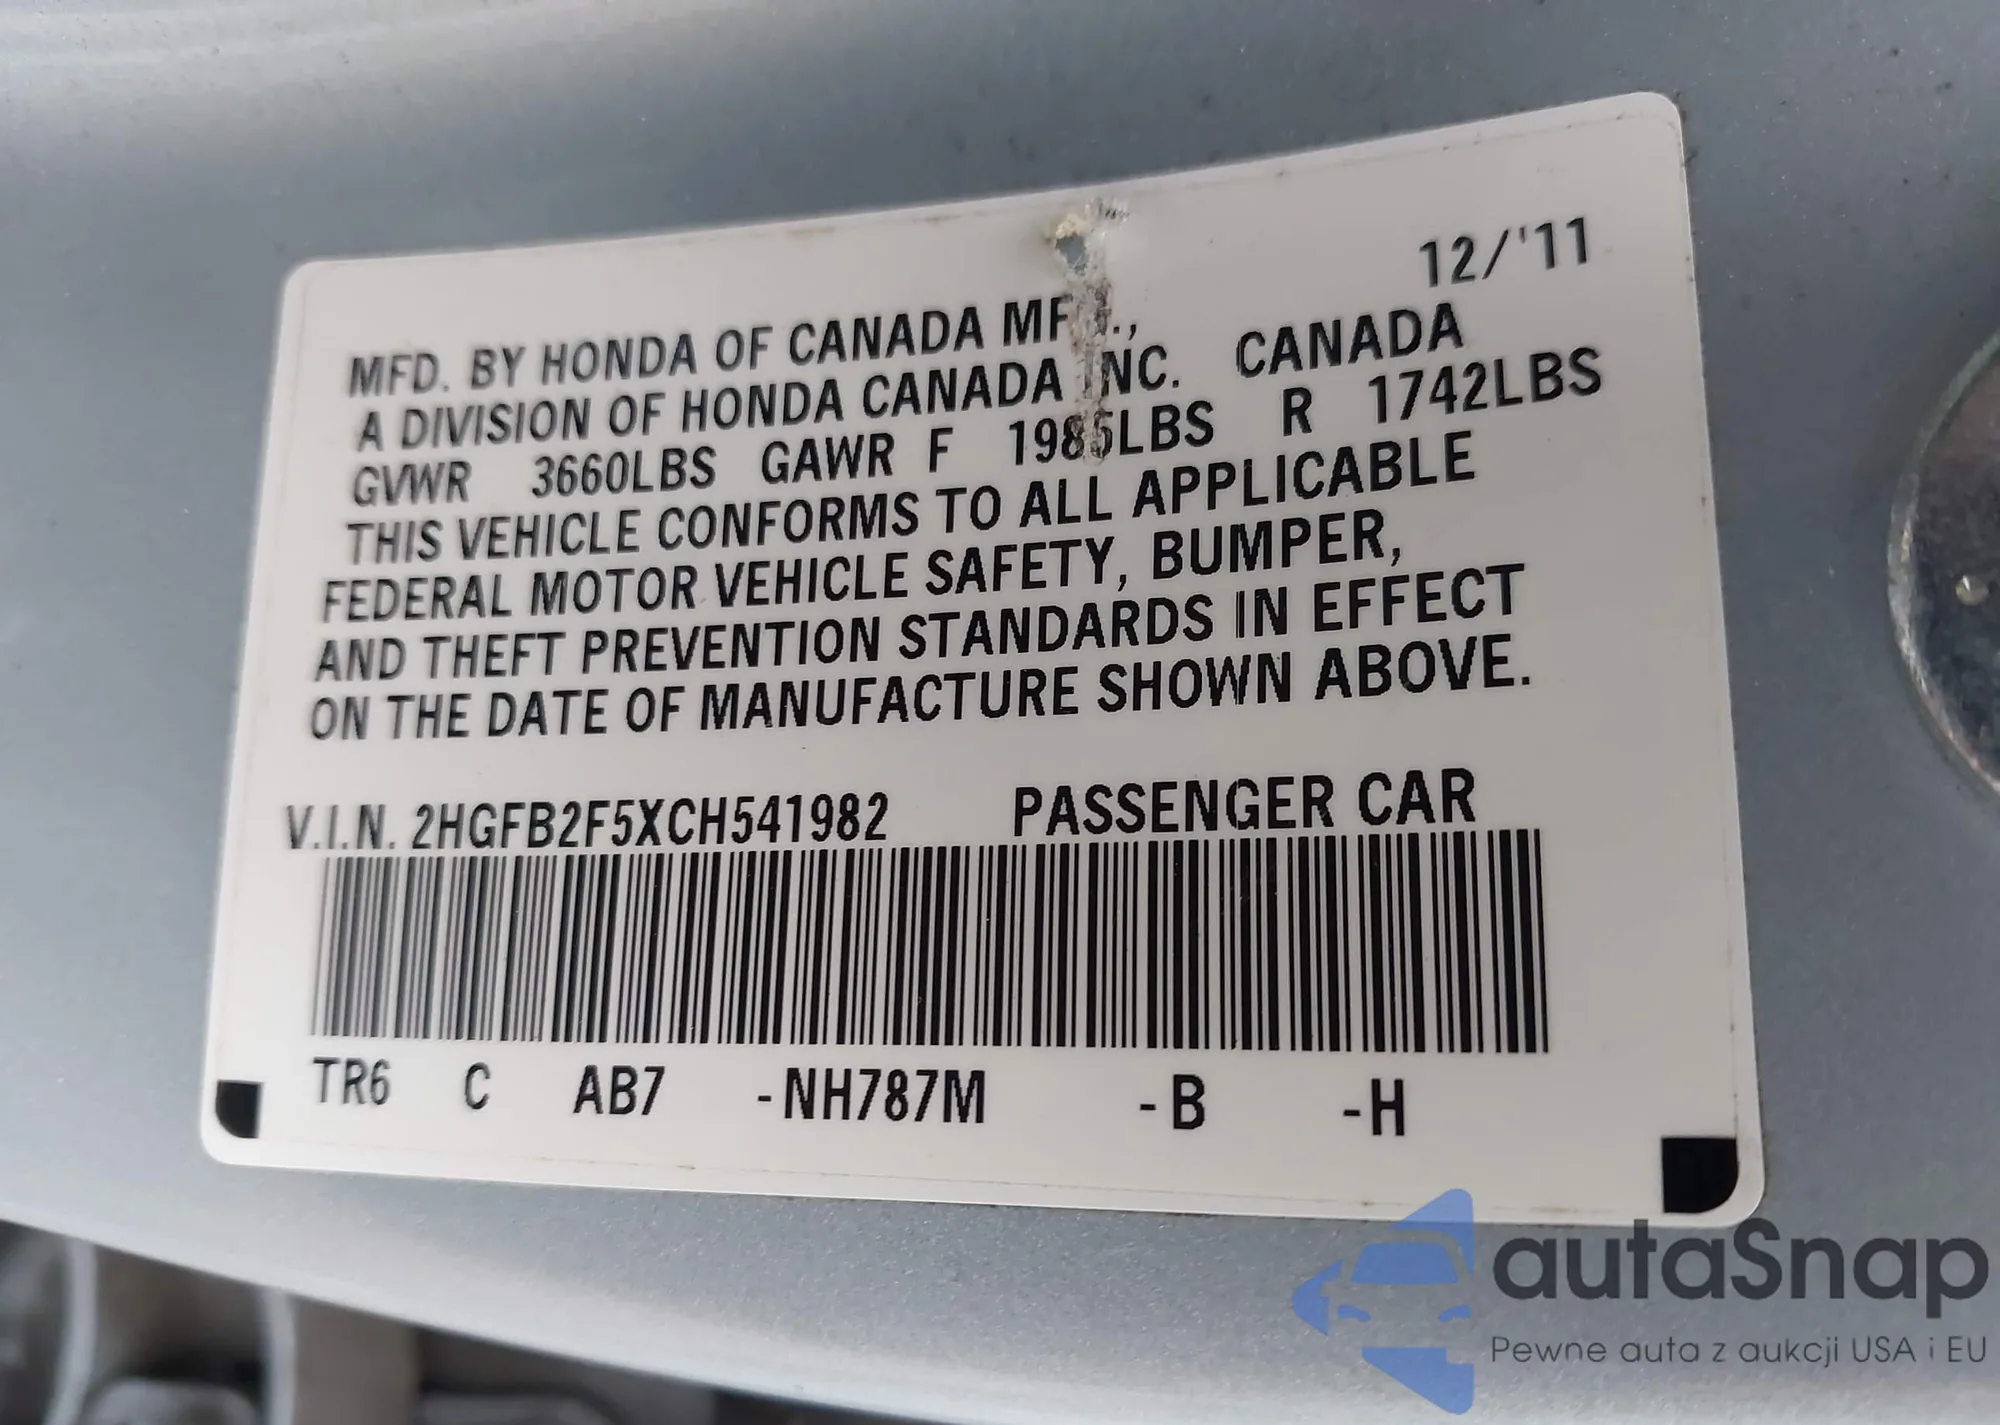 12/'11
MFD. BY HONDA OF CANADA
A DIVISION OF HONDA CANADA INC. CANADA
GVWR 3660LBS GAWR F 1985LBS R 1742LBS
THIS VEHICLE CONFORMS TO ALL APPLICABLE
FEDERAL MOTOR VEHICLE SAFETY, BUMPER,
AND THEFT PREVENTION STANDARDS IN EFFECT
ON THE DATE OF MANUFACTURE SHOWN ABOVE.
V.I.N. 2HGFB2F5XCH541982 PASSENGER CAR
TR6 C AB7 -NH787M -B -H
autaSnap
Pewne auta z aukcji USA i EU